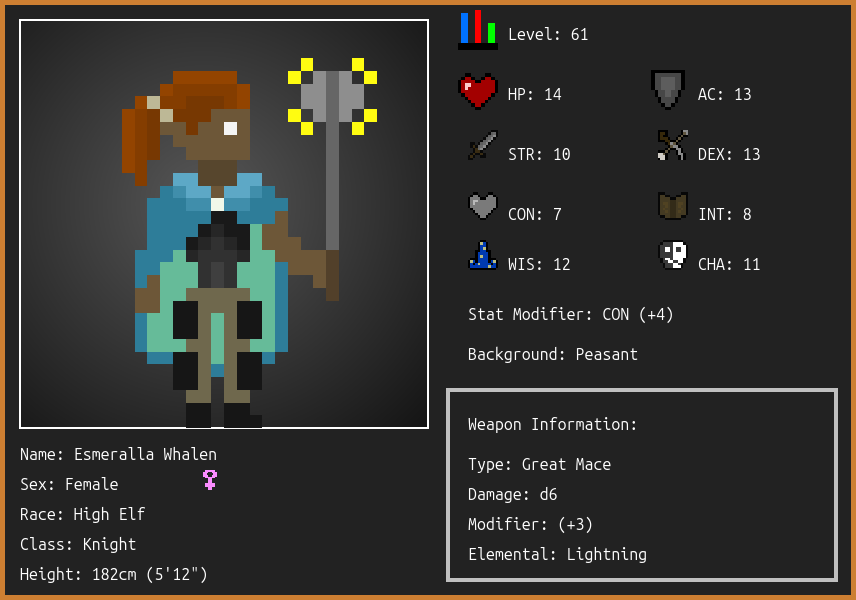 Level: 61
HP: 14
AC: 13
STR: 10
DEX: 13
CON: 7
INT: 8
WIS: 12
CHA: 11
Stat Modifier: CON (+4)
Background: Peasant
Weapon Information:
Type: Great Mace
Damage: d6
Modifier: (+3)
Elemental: Lightning
Name: Esmeralla Whalen
Sex: Female
Race: High Elf
Class: Knight
Height: 182cm (5'12")